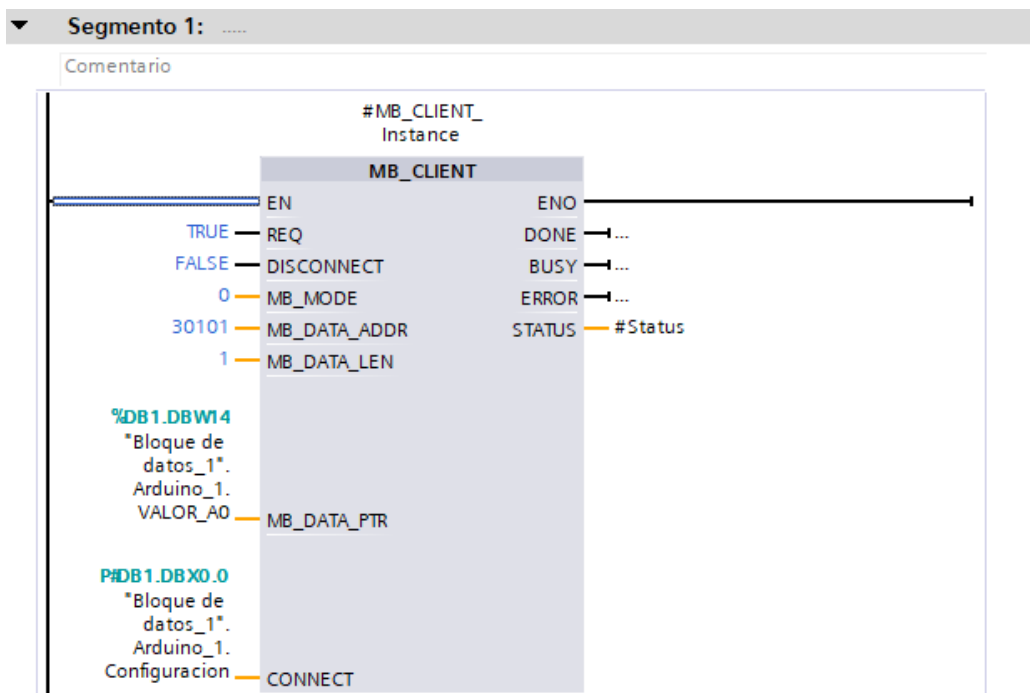 Segmento 1: .....
Comentario
#MB_CLIENT_
Instance
MB_CLIENT
EN ENO
TRUE REQ DONE ...
FALSE DISCONNECT BUSY ...
0 MB_MODE ERROR ...
30101 MB_DATA_ADDR STATUS #Status
1 MB_DATA_LEN
%DB1.DBW14
"Bloque de
datos_1".
Arduino_1.
VALOR_A0 MB_DATA_PTR
P#DB1.DBX0.0
"Bloque de
datos_1".
Arduino_1.
Configuracion CONNECT